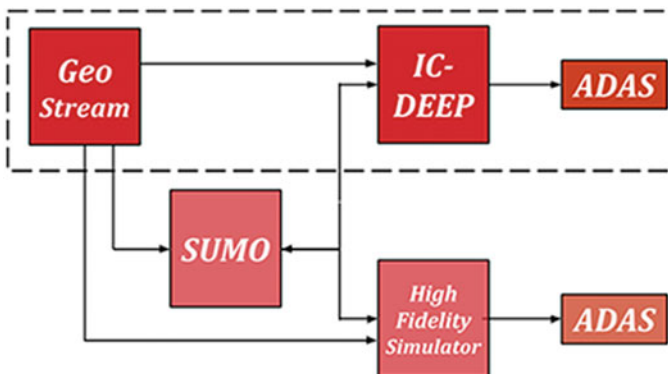 Geo
Stream
IC-
DEEP
ADAS
SUMO
High
Fidelity
Simulator
ADAS